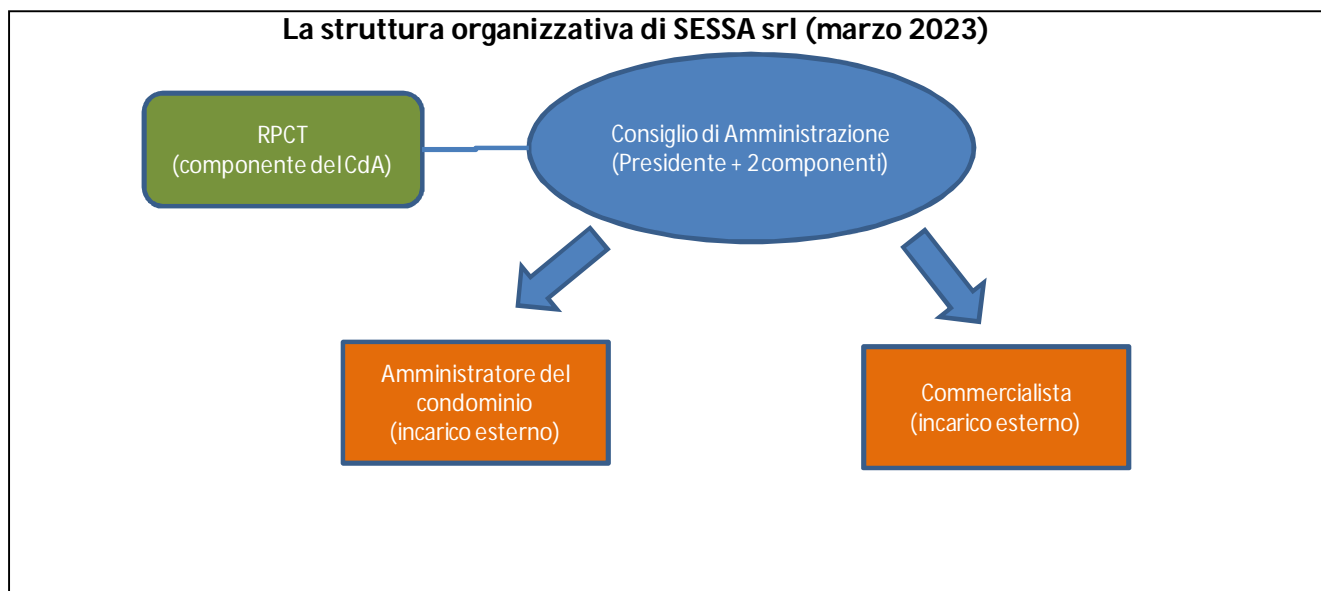 La struttura organizzativa di SESSA srl (marzo 2023)
RPCT
(componente del CdA)
Consiglio di Amministrazione
(Presidente + 2 componenti)
Amministratore del
condominio
(incarico esterno)
Commercialista
(incarico esterno)